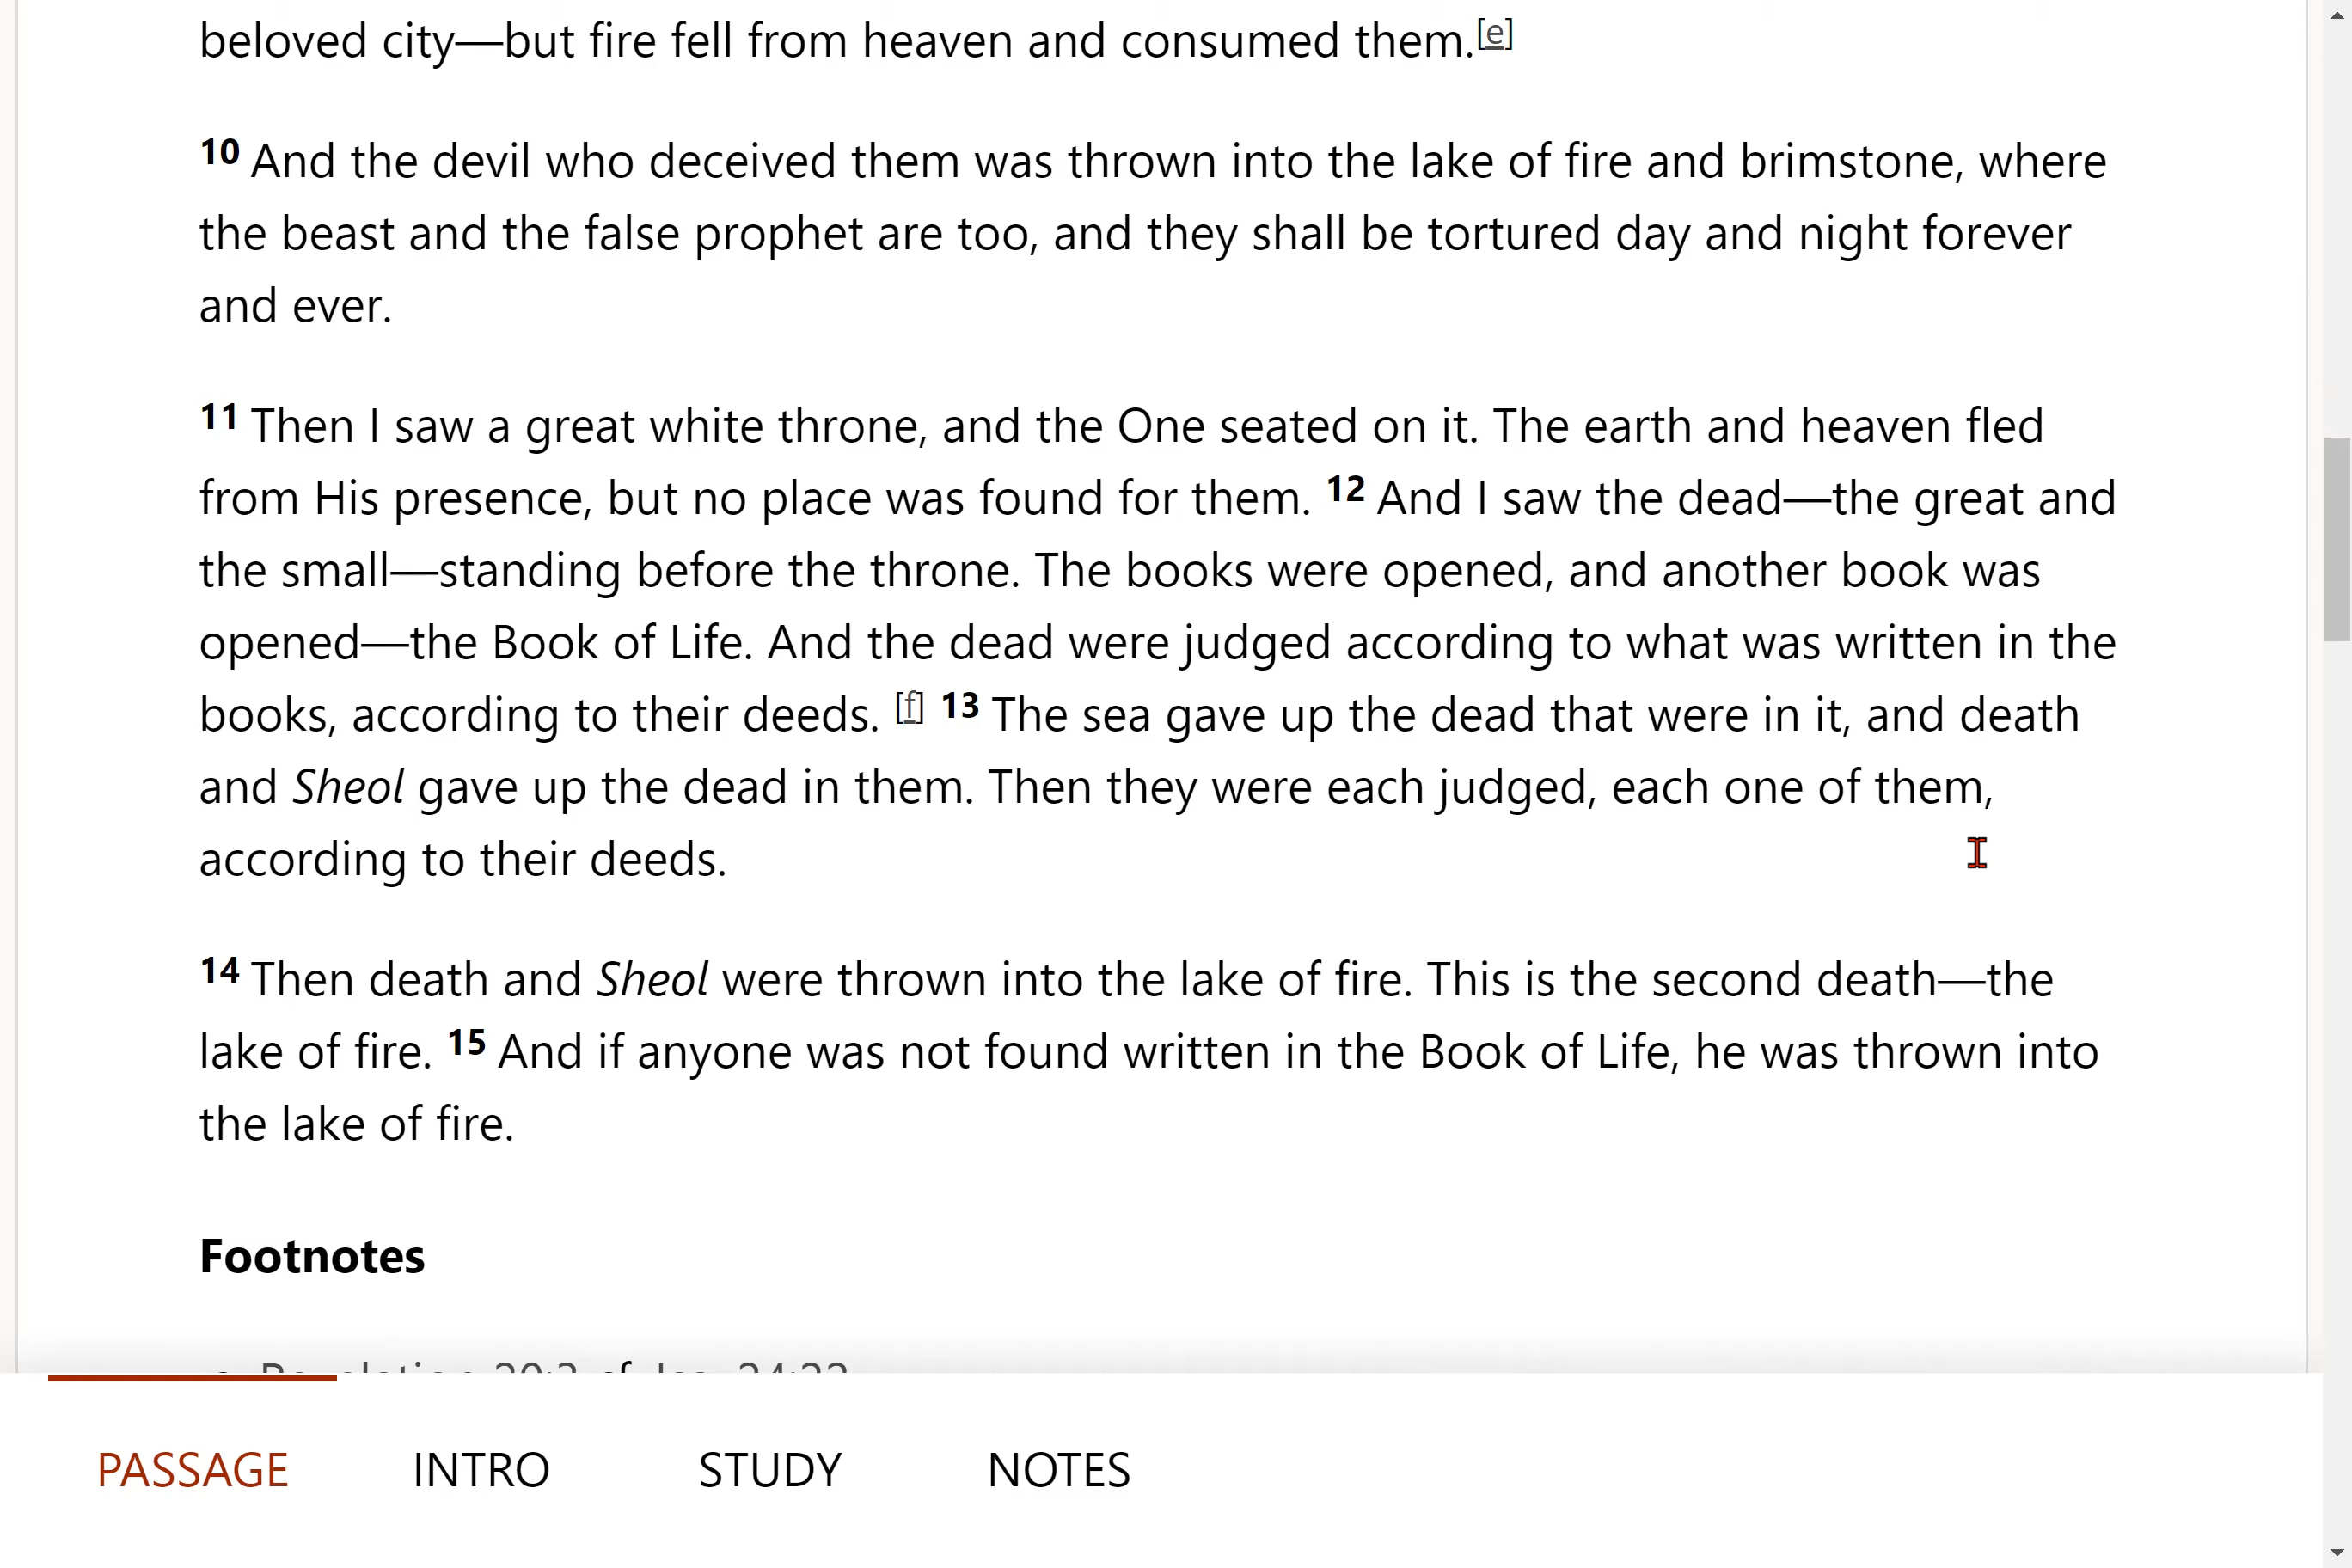 beloved city—but fire fell from heaven and consumed them.[e]
10 And the devil who deceived them was thrown into the lake of fire and brimstone, where
the beast and the false prophet are too, and they shall be tortured day and night forever
and ever.
11 Then I saw a great white throne, and the One seated on it. The earth and heaven fled
from His presence, but no place was found for them. 12 And I saw the dead—the great and
the small—standing before the throne. The books were opened, and another book was
opened—the Book of Life. And the dead were judged according to what was written in the
books, according to their deeds. [f] 13 The sea gave up the dead that were in it, and death
and Sheol gave up the dead in them. Then they were each judged, each one of them,
according to their deeds.
14 Then death and Sheol were thrown into the lake of fire. This is the second death—the
lake of fire. 15 And if anyone was not found written in the Book of Life, he was thrown into
the lake of fire.
Footnotes
Revelation 20:3 cf. Isa. 24:22
PASSAGE INTRO STUDY NOTES